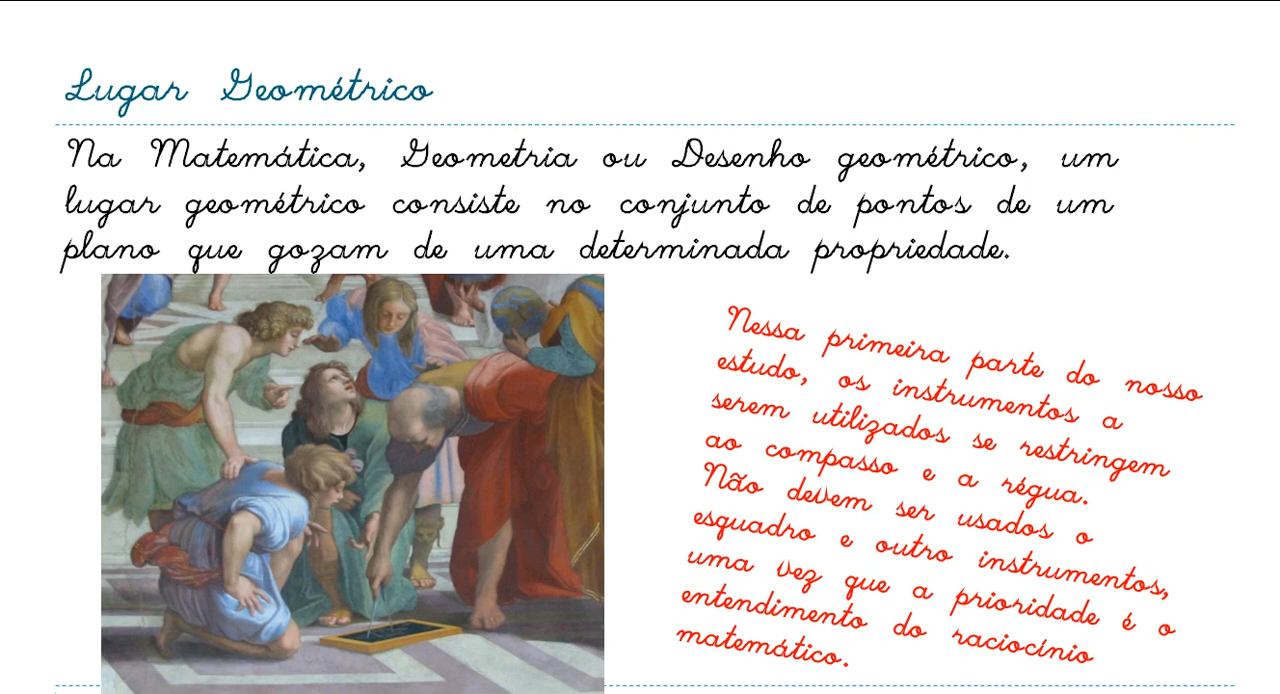 Lugar Geométrico
Na Matemática, Geometria ou Desenho geométrico, um
lugar geométrico consiste no conjunto de pontos de um
plano que gozam de uma determinada propriedade.
Nessa primeira parte do nosso
estudo, os instrumentos a
serem utilizados se restringem
ao compasso e a régua.
Não devem ser usados o
esquadro e outro instrumentos,
uma vez que a prioridade é o
entendimento do raciocínio
matemático.